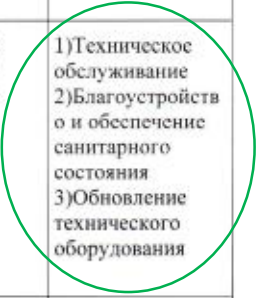 1)Техническое
обслуживание
2)Благоустройств
о и обеспечение
санитарного
состояния
3)Обновление
технического
оборудования